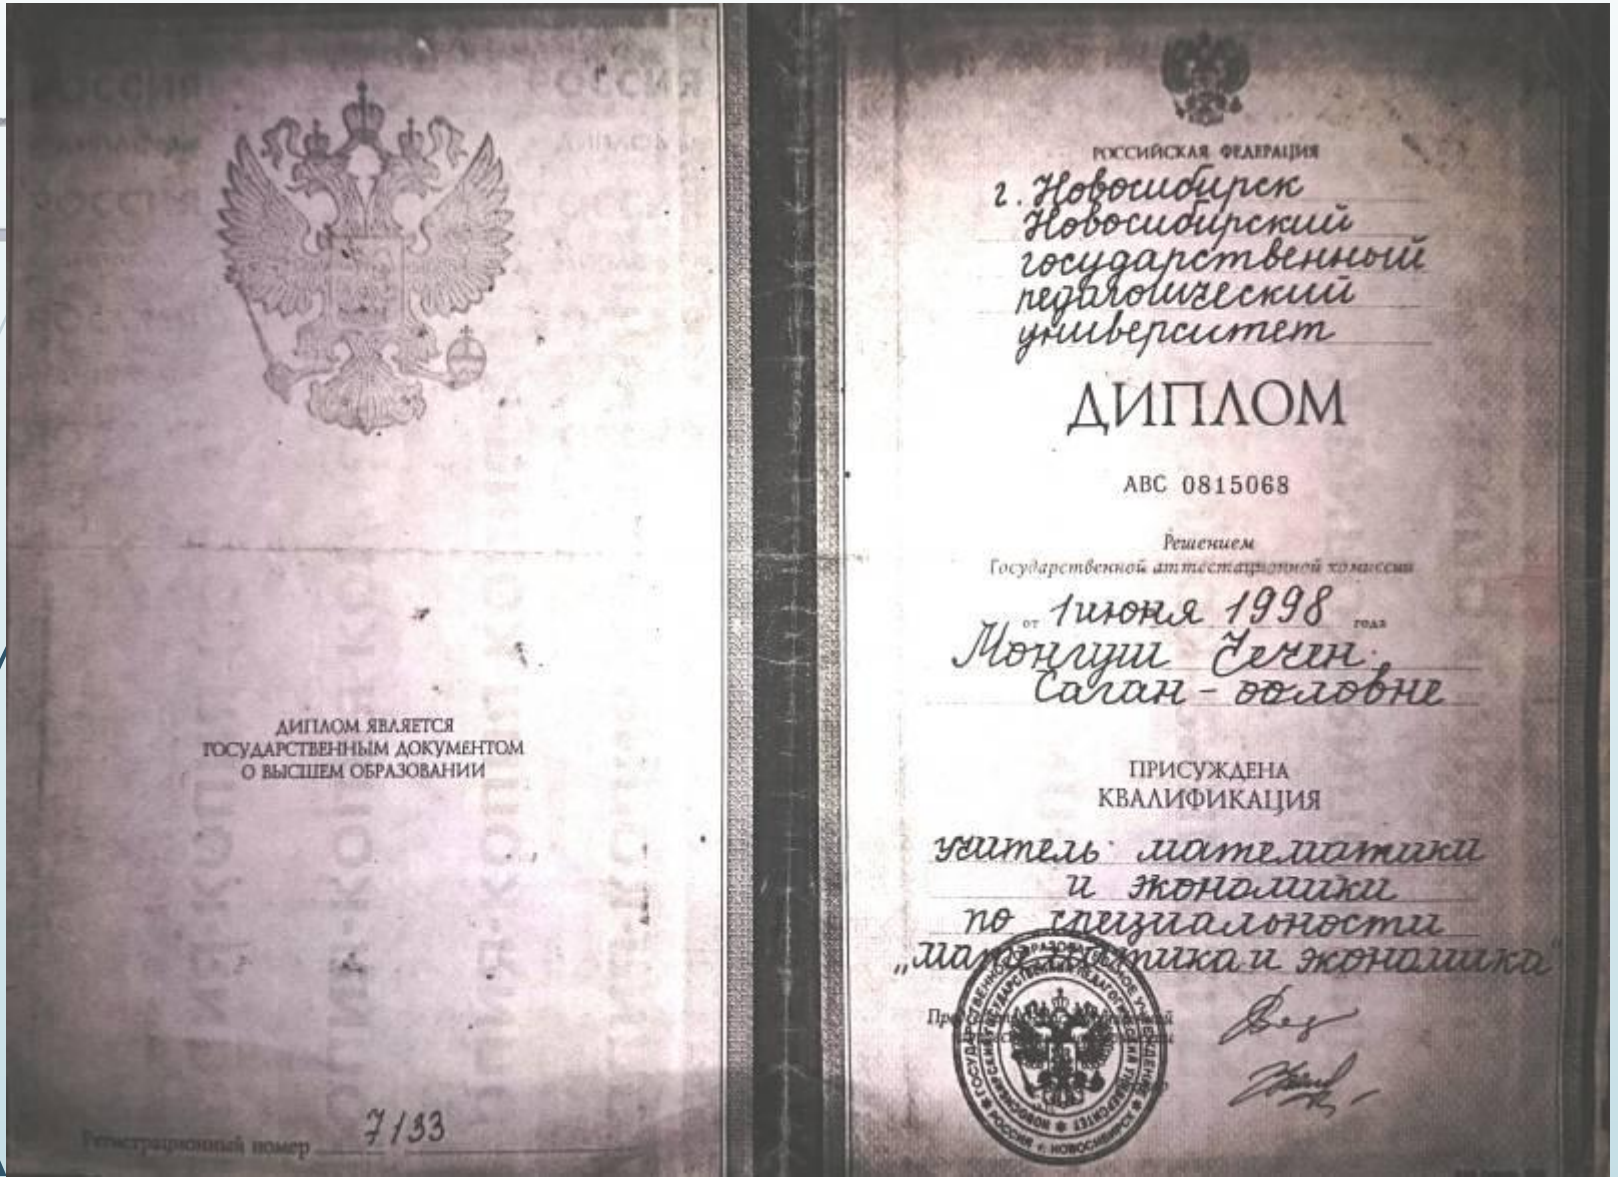 ДИПЛОМ ЯВЛЯЕТСЯ
ГОСУДАРСТВЕННЫМ ДОКУМЕНТОМ
О ВЫСШЕМ ОБРАЗОВАНИИ
Регистрационный номер 7133
РОССИЙСКАЯ ФЕДЕРАЦИЯ
г. Новосибирск
Новосибирский
государственный
педагогический
университет
ДИПЛОМ
АВС 0815068
Решением
Государственной аттестационной комиссии
от 1 июня 1998 года
Монгуш Чечен
Саган-ооловне
ПРИСУЖДЕНА
КВАЛИФИКАЦИЯ
учитель математики
и экономики
по специальности
„математика и экономика"